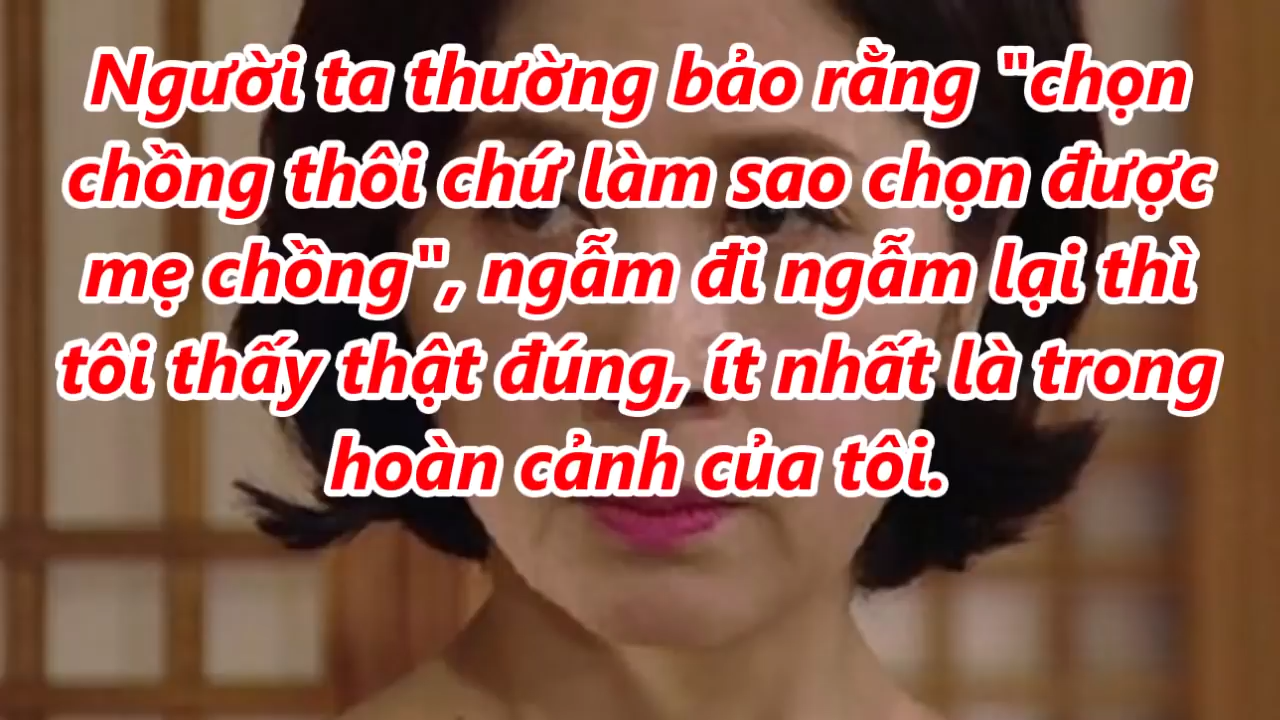 Người ta thường bảo rằng "chọn
chồng thôi chứ làm sao chọn được
mẹ chồng", ngẫm đi ngẫm lại thì
tôi thấy thật đúng, ít nhất là trong
hoàn cảnh của tôi.